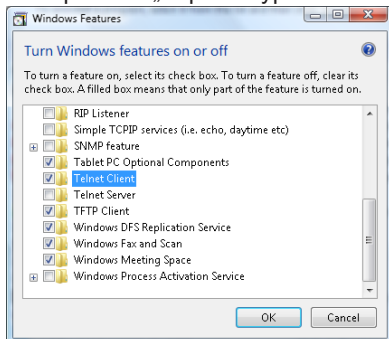 Windows Features
Turn Windows features on or off
To turn a feature on, select its check box. To turn a feature off, clear its
check box. A filled box means that only part of the feature is turned on.
RIP Listener
Simple TCPIP services (i.e. echo, daytime etc)
SNMP feature
Tablet PC Optional Components
Telnet Client
Telnet Server
TFTP Client
Windows DFS Replication Service
Windows Fax and Scan
Windows Meeting Space
Windows Process Activation Service
OK Cancel